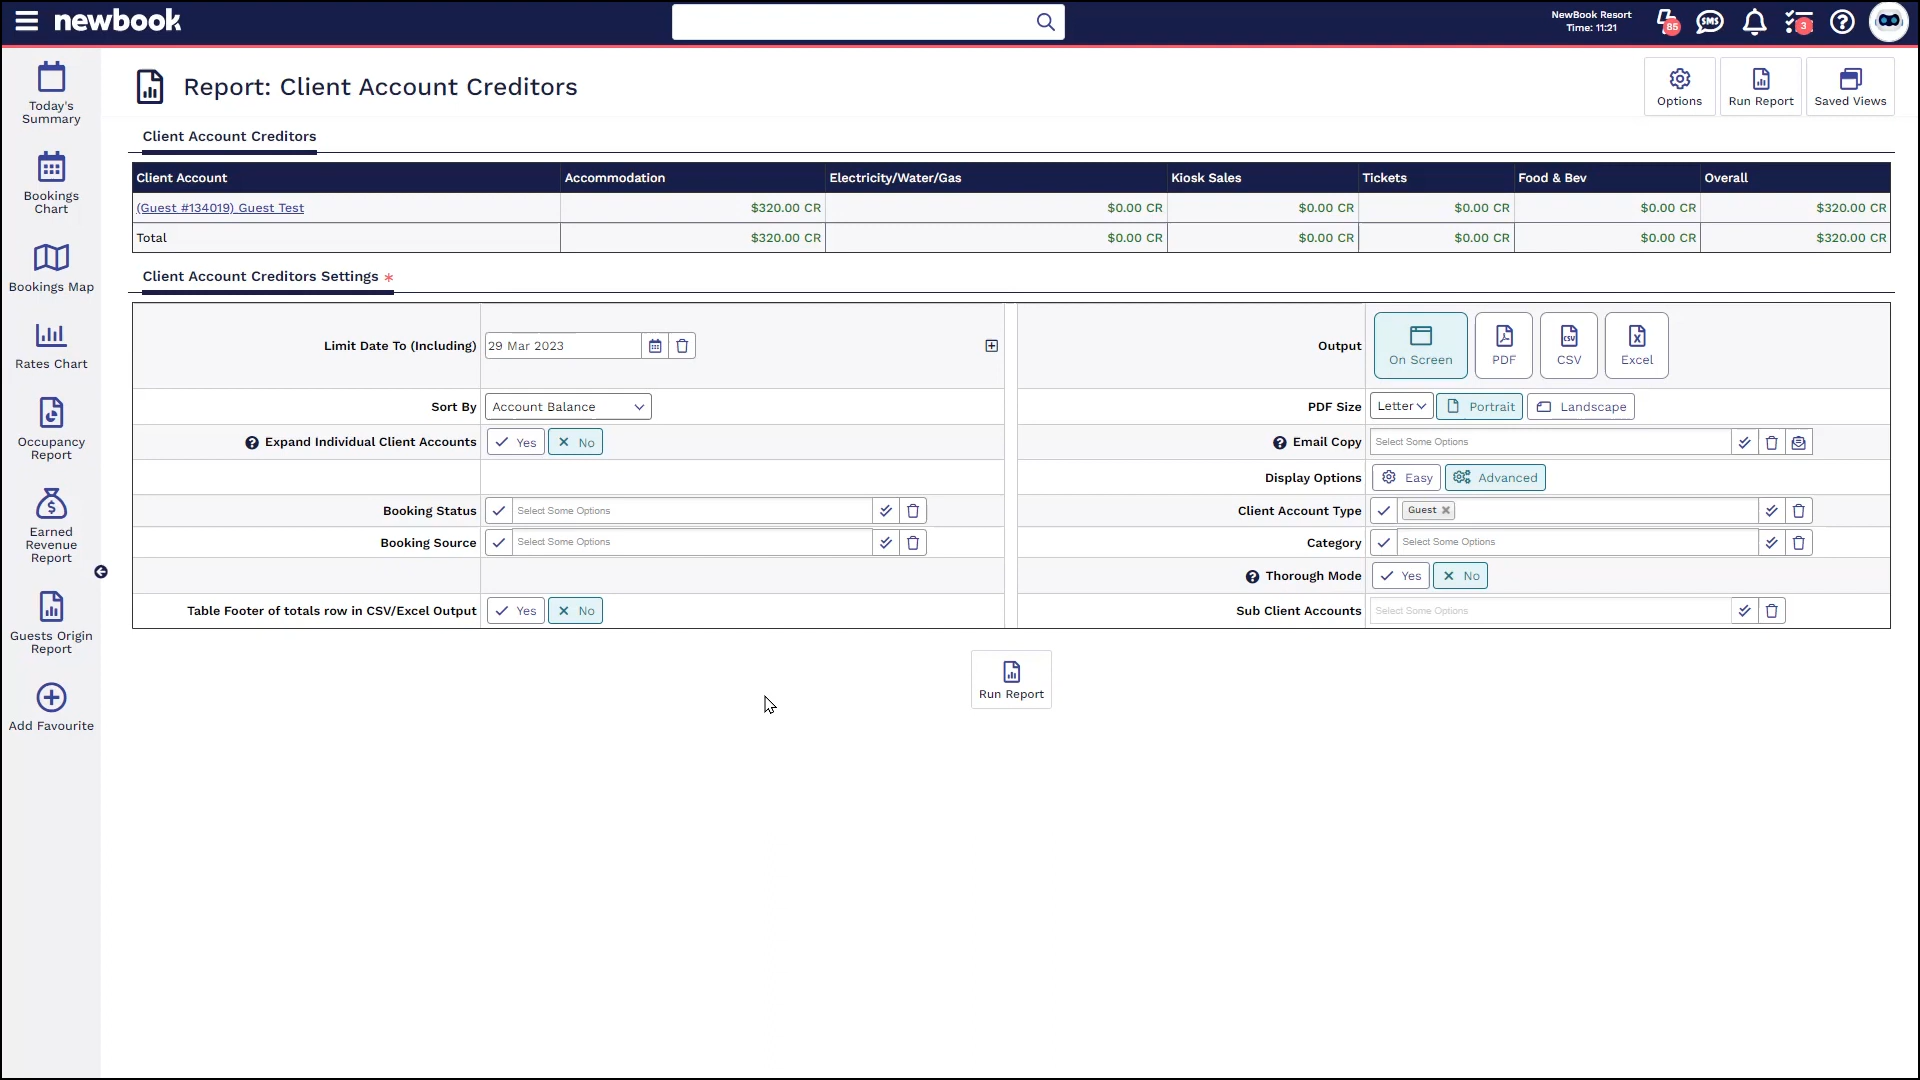 newbook
NewBook Resort
Time: 11:21
85
SMS
3
Today's
Summary
Bookings
Chart
Bookings Map
Rates Chart
Occupancy
Report
Earned
Revenue
Report
Guests Origin
Report
Add Favourite
Report: Client Account Creditors
Options
Run Report
Saved Views
Client Account Creditors
Client Account Accommodation Electricity/Water/Gas Kiosk Sales Tickets Food & Bev Overall
(Guest #134019) Guest Test $320.00 CR $0.00 CR $0.00 CR $0.00 CR $0.00 CR $320.00 CR
Total $320.00 CR $0.00 CR $0.00 CR $0.00 CR $0.00 CR $320.00 CR
Client Account Creditors Settings *
Limit Date To (Including) 29 Mar 2023
Output On Screen PDF CSV Excel
Sort By Account Balance
PDF Size Letter Portrait Landscape
Expand Individual Client Accounts Yes No
Email Copy Select Some Options
Display Options Easy Advanced
Booking Status Select Some Options
Client Account Type Guest
Booking Source Select Some Options
Category Select Some Options
Thorough Mode Yes No
Table Footer of totals row in CSV/Excel Output Yes No
Sub Client Accounts Select Some Options
Run Report